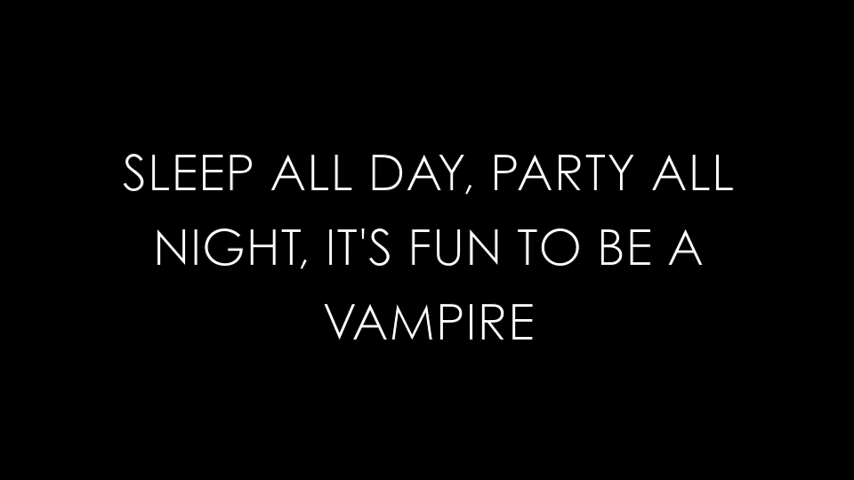 SLEEP ALL DAY, PARTY ALL
NIGHT, IT'S FUN TO BE A
VAMPIRE